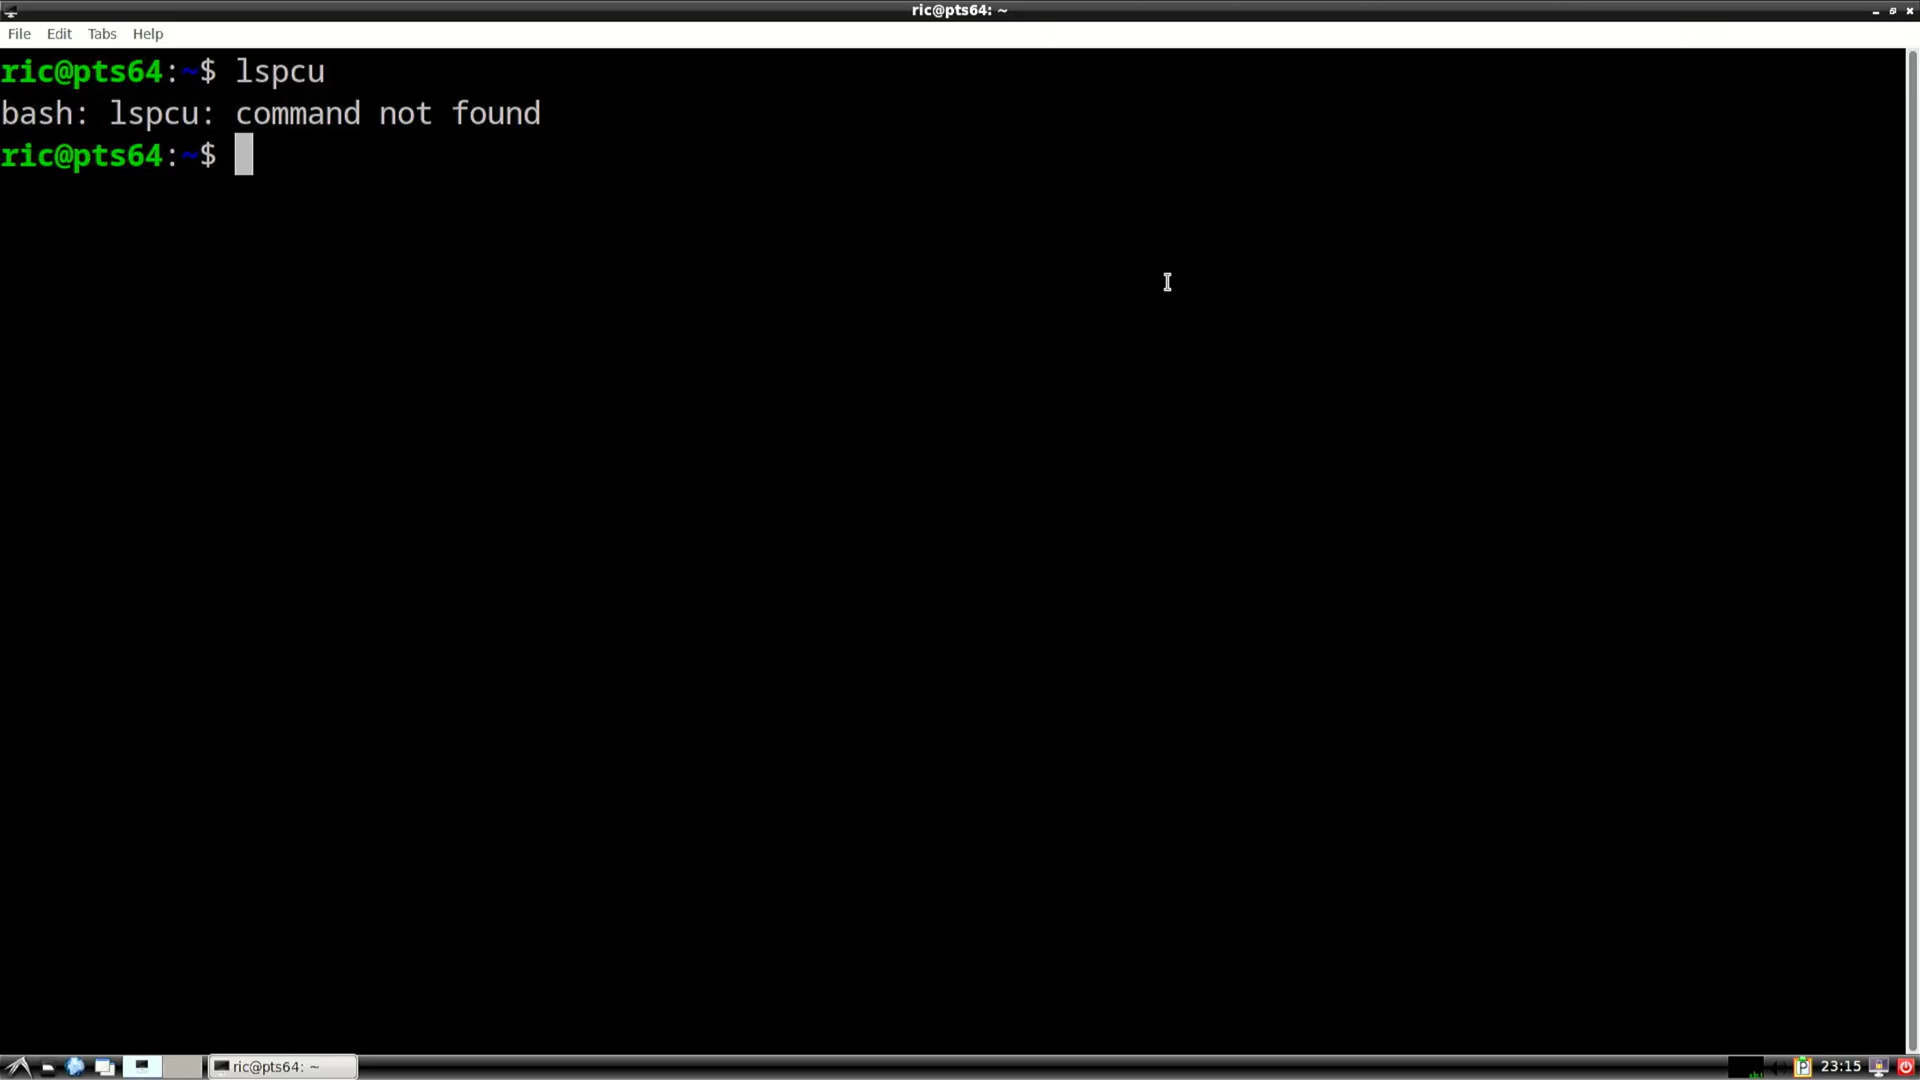 ric@pts64: ~
File Edit Tabs Help
ric@pts64:~$ lspcu
bash: lspcu: command not found
ric@pts64:~$
ric@pts64: ~
P
23:15